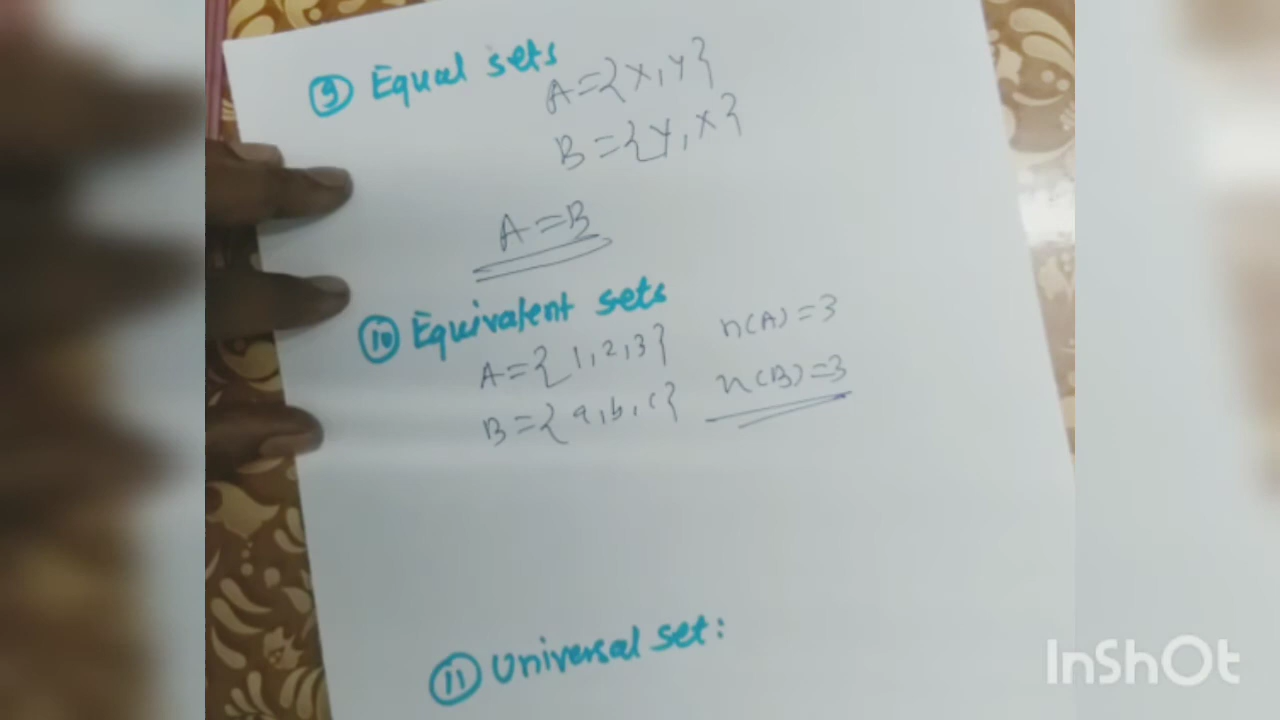 ⑨ Equal sets
A={X,Y}
B={Y,X}
A=B
⑩ Equivalent sets
A={1,2,3} n(A)=3
B={a,b,c} n(B)=3
⑪ Universal set:
InShOt